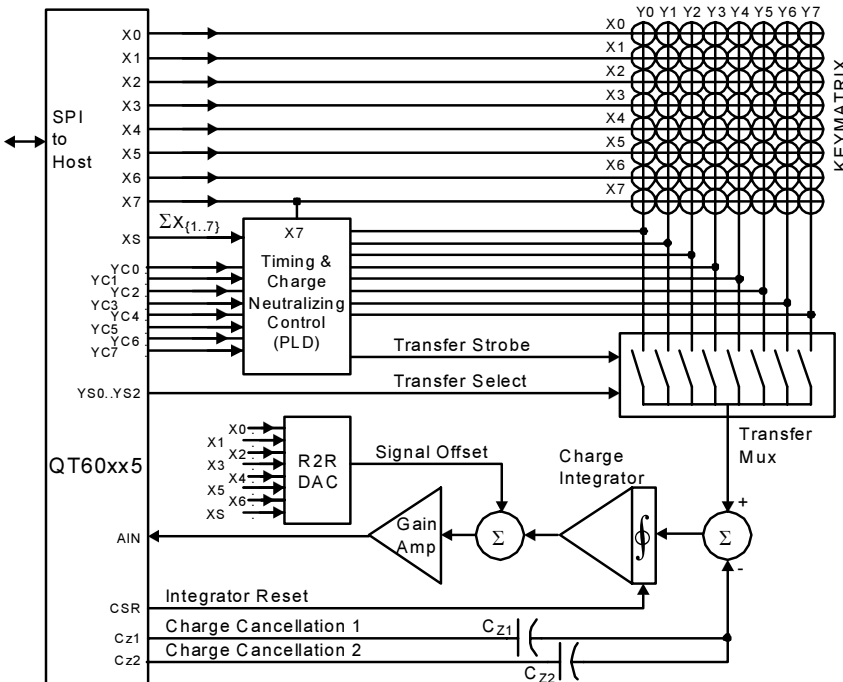 Y0 Y1 Y2 Y3 Y4 Y5 Y6 Y7
X0 X0
X1 X1
X2 X2
X3 X3
X4 X4
X5 X5
X6 X6
X7 X7
KEYMATRIX
SPI
to
Host
ΣX{1..7}
XS
YC0
YC1
YC2
YC3
YC4
YC5
YC6
YC7
X7
Timing &
Charge
Neutralizing
Control
(PLD)
Transfer Strobe
YS0..YS2
Transfer Select
Transfer
Mux
QT60xx5
X0
X1
X2
X3
X4
X5
X6
XS
R2R
DAC
Signal Offset
Charge
Integrator
AIN
Gain
Amp
Σ
∮
+
Σ
-
CSR
Integrator Reset
Cz1
Charge Cancellation 1
CZ1
Cz2
Charge Cancellation 2
CZ2